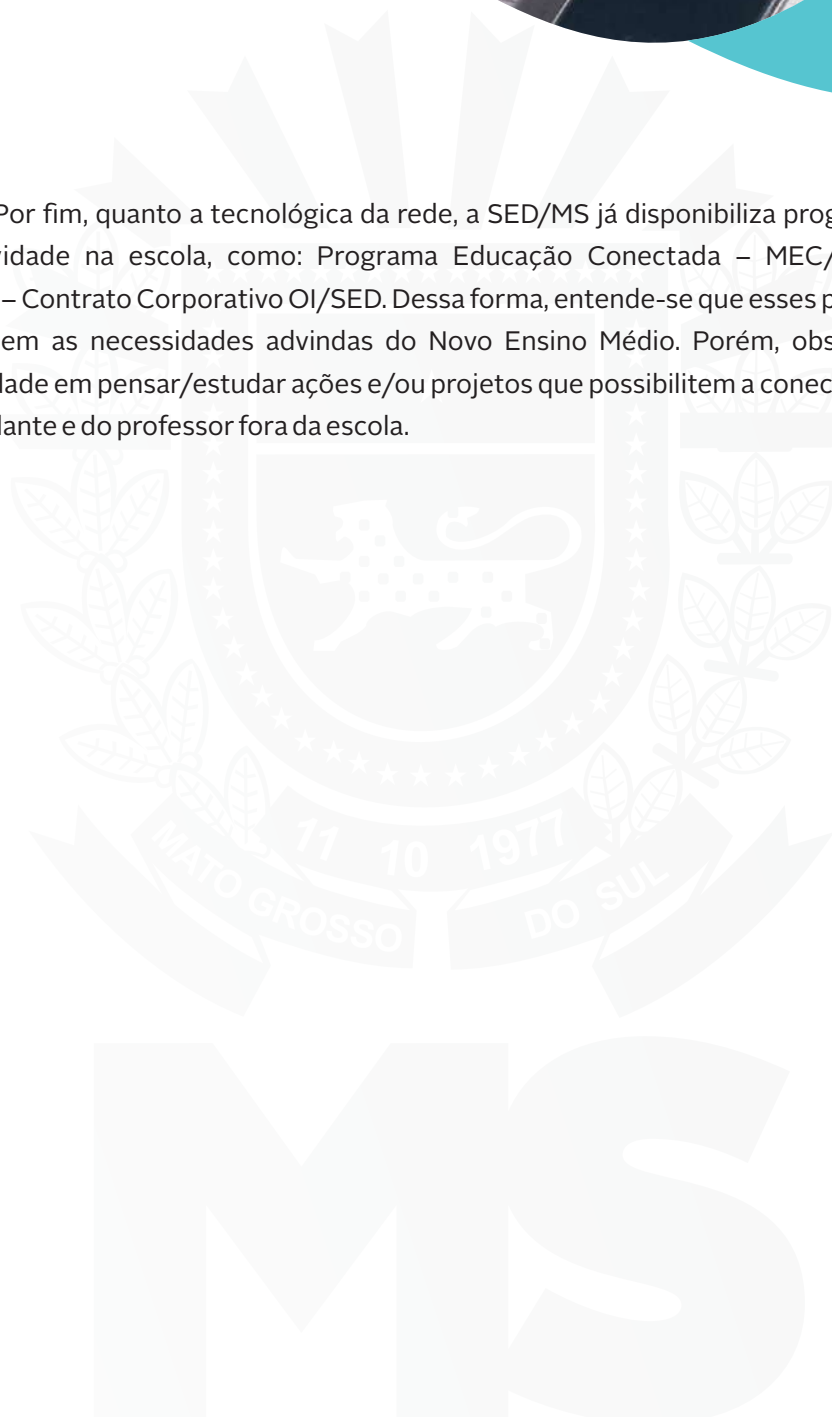 Por fim, quanto a tecnológica da rede, a SED/MS já disponibiliza prog
vidade na escola, como: Programa Educação Conectada – MEC/
– Contrato Corporativo OI/SED. Dessa forma, entende-se que esses p
em as necessidades advindas do Novo Ensino Médio. Porém, obs
dade em pensar/estudar ações e/ou projetos que possibilitem a conec
lante e do professor fora da escola.
11 10 1977
MATO GROSSO DO SUL
MS